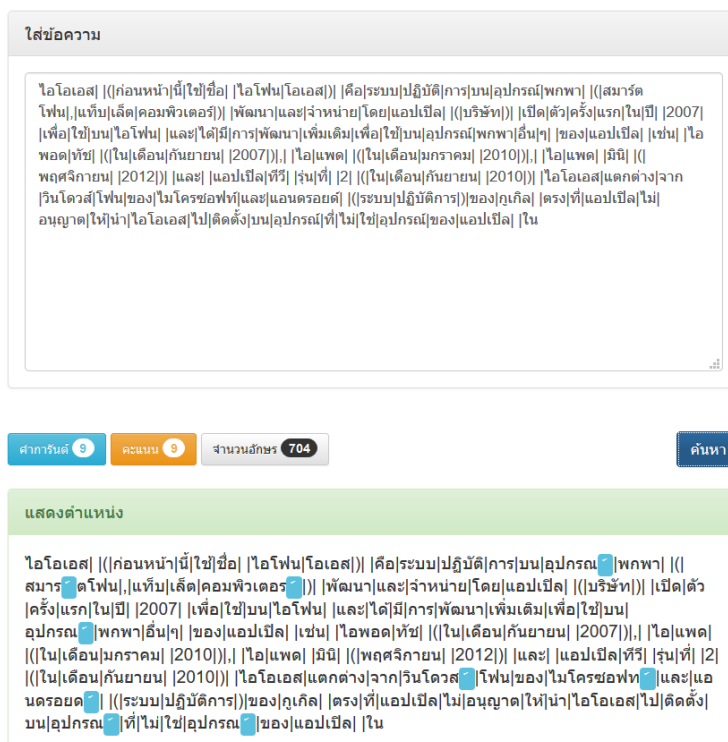 ใส่ข้อความ
ไอโอเอส| |(|ก่อนหน้า|นี้|ใช้|ชื่อ| |ไอโฟน|โอเอส|)| |คือ|ระบบ|ปฏิบัติ|การ|บน|อุปกรณ์|พกพา| |(|สมาร์ต
โฟน|,|แท็บ|เล็ต|คอมพิวเตอร์|)| |พัฒนา|และ|จำหน่าย|โดย|แอปเปิล| |(|บริษัท|)| |เปิด|ตัว|ครั้ง|แรก|ใน|ปี| |2007|
|เพื่อ|ใช้|บน|ไอโฟน| |และ|ได้|มี|การ|พัฒนา|เพิ่มเติม|เพื่อ|ใช้|บน|อุปกรณ์|พกพา|อื่น|ๆ| |ของ|แอปเปิล| |เช่น| |ไอ
พอด|ทัช| |(|ใน|เดือน|กันยายน| |2007|)|,| |ไอ|แพด| |(|ใน|เดือน|มกราคม| |2010|)|,| |ไอ|แพด| |มินิ| |(|
พฤศจิกายน| |2012|)| |และ| |แอปเปิล|ทีวี| |รุ่น|ที่| |2| |(|ใน|เดือน|กันยายน| |2010|)| |ไอโอเอส|แตกต่าง|จาก
|วินโดวส์|โฟน|ของ|ไมโครซอฟท์|และ|แอนดรอยด์| |(|ระบบ|ปฏิบัติการ|)|ของ|กูเกิล| |ตรง|ที่|แอปเปิล|ไม่|
อนุญาต|ให้|นำ|ไอโอเอส|ไป|ติดตั้ง|บน|อุปกรณ์|ที่|ไม่|ใช่|อุปกรณ์|ของ|แอปเปิล| |ใน
ศาการันต์ 9 คะแนน 9 จำนวนอักษร 704 ค้นหา
แสดงตำแหน่ง
ไอโอเอส| |(|ก่อนหน้า|นี้|ใช้|ชื่อ| |ไอโฟน|โอเอส|)| |คือ|ระบบ|ปฏิบัติ|การ|บน|อุปกรณ์|พกพา| |(|
สมาร์ตโฟน|,|แท็บ|เล็ต|คอมพิวเตอร์|)| |พัฒนา|และ|จำหน่าย|โดย|แอปเปิล| |(|บริษัท|)| |เปิด|ตัว
|ครั้ง|แรก|ใน|ปี| |2007| |เพื่อ|ใช้|บน|ไอโฟน| |และ|ได้|มี|การ|พัฒนา|เพิ่มเติม|เพื่อ|ใช้|บน|
อุปกรณ์|พกพา|อื่น|ๆ| |ของ|แอปเปิล| |เช่น| |ไอพอด|ทัช| |(|ใน|เดือน|กันยายน| |2007|)|,| |ไอ|แพด|
|(|ใน|เดือน|มกราคม| |2010|)|,| |ไอ|แพด| |มินิ| |(|พฤศจิกายน| |2012|)| |และ| |แอปเปิล|ทีวี| |รุ่น|ที่| |2|
|(|ใน|เดือน|กันยายน| |2010|)| |ไอโอเอส|แตกต่าง|จาก|วินโดวส์|โฟน|ของ|ไมโครซอฟท์|และ|แอ
นดรอยด์| |(|ระบบ|ปฏิบัติการ|)|ของ|กูเกิล| |ตรง|ที่|แอปเปิล|ไม่|อนุญาต|ให้|นำ|ไอโอเอส|ไป|ติดตั้ง|
บน|อุปกรณ์|ที่|ไม่|ใช่|อุปกรณ์|ของ|แอปเปิล| |ใน